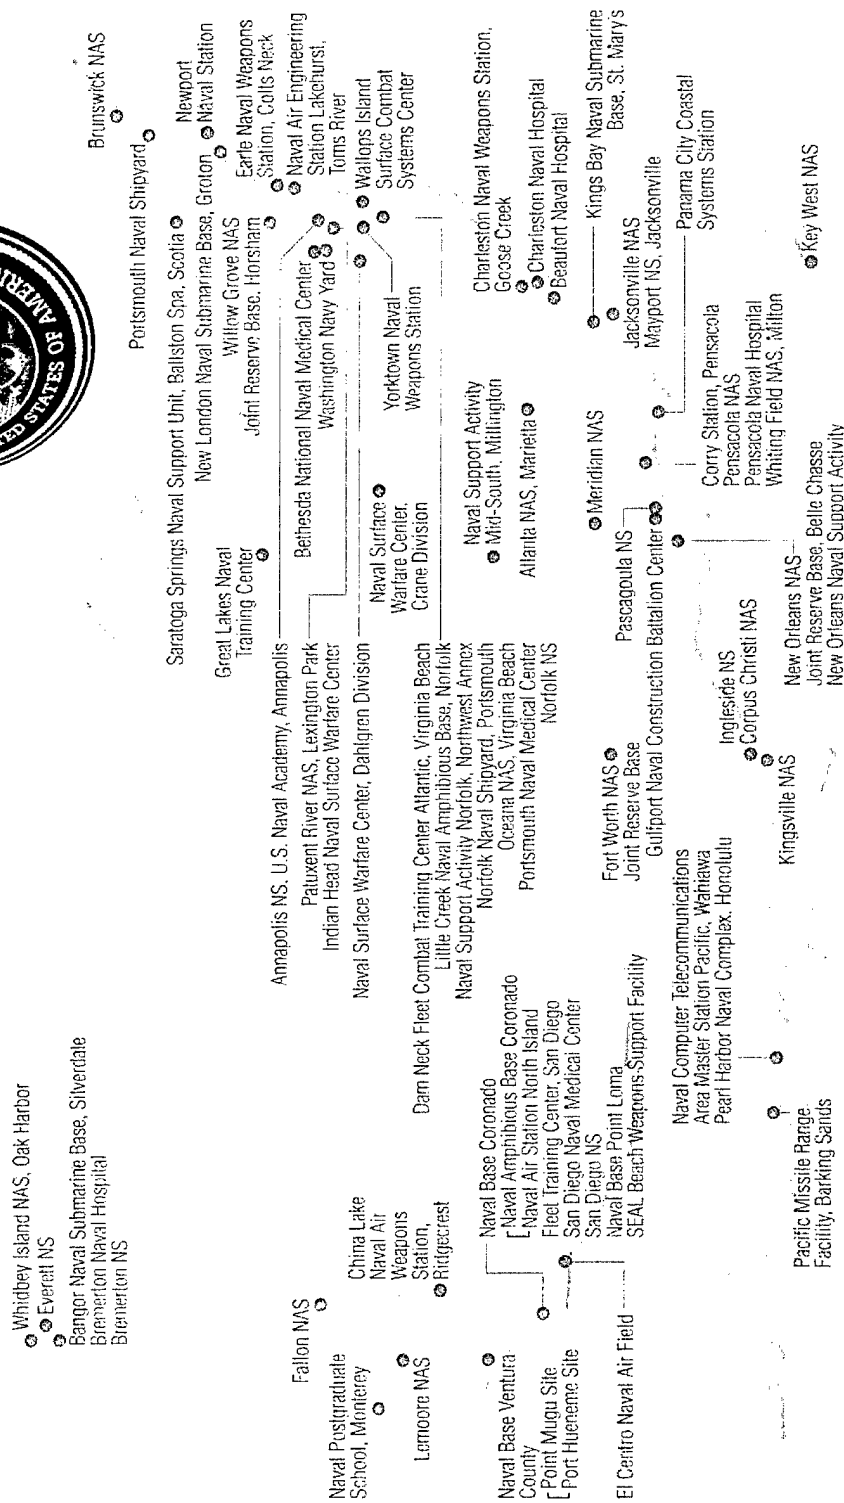 Whidbey Island NAS, Oak Harbor
Everett NS
Bangor Naval Submarine Base, Silverdale
Bremerton Naval Hospital
Bremerton NS
Fallon NAS
Naval Postgraduate
School, Monterey
Lemoore NAS
China Lake
Naval Air
Weapons
Station,
Ridgecrest
Naval Base Ventura
County
[Point Mugu Site
Port Hueneme Site
El Centro Naval Air Field
Naval Base Coronado
[Naval Amphibious Base Coronado
[Naval Air Station North Island
Fleet Training Center, San Diego
San Diego Naval Medical Center
San Diego NS
Naval Base Point Loma
SEAL Beach Weapons Support Facility
Pacific Missile Range
Facility, Barking Sands
Naval Computer Telecommunications
Area Master Station Pacific, Wahiawa
Pearl Harbor Naval Complex, Honolulu
UNITED STATES OF AMERICA
Brunswick NAS
Portsmouth Naval Shipyard
Saratoga Springs Naval Support Unit, Ballston Spa, Scotia
Newport
Naval Station
New London Naval Submarine Base, Groton
Earle Naval Weapons
Station, Colts Neck
Willow Grove NAS
Joint Reserve Base, Horsham
Naval Air Engineering
Station Lakehurst,
Toms River
Great Lakes Naval
Training Center
Annapolis NS, U.S. Naval Academy, Annapolis
Bethesda National Naval Medical Center
Washington Navy Yard
Patuxent River NAS, Lexington Park
Indian Head Naval Surface Warfare Center
Wallops Island
Surface Combat
Systems Center
Naval Surface Warfare Center, Dahlgren Division
Naval Surface
Warfare Center,
Crane Division
Yorktown Naval
Weapons Station
Dam Neck Fleet Combat Training Center Atlantic, Virginia Beach
Little Creek Naval Amphibious Base, Norfolk
Naval Support Activity Norfolk, Northwest Annex
Norfolk Naval Shipyard, Portsmouth
Oceana NAS, Virginia Beach
Portsmouth Naval Medical Center
Norfolk NS
Naval Support Activity
Mid-South, Millington
Atlanta NAS, Marietta
Charleston Naval Weapons Station,
Goose Creek
Charleston Naval Hospital
Beaufort Naval Hospital
Kings Bay Naval Submarine
Base, St. Mary's
Jacksonville NAS
Mayport NS, Jacksonville
Meridian NAS
Fort Worth NAS
Joint Reserve Base
Pascagoula NS
Gulfport Naval Construction Battalion Center
Panama City Coastal
Systems Station
Corry Station, Pensacola
Pensacola NAS
Pensacola Naval Hospital
Whiting Field NAS, Milton
Ingleside NS
Corpus Christi NAS
Kingsville NAS
New Orleans NAS
Joint Reserve Base, Belle Chasse
New Orleans Naval Support Activity
Key West NAS